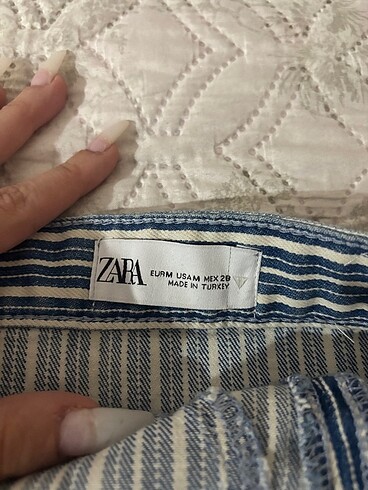 ZARA
EUR M USA M MEX 28
MADE IN TURKEY